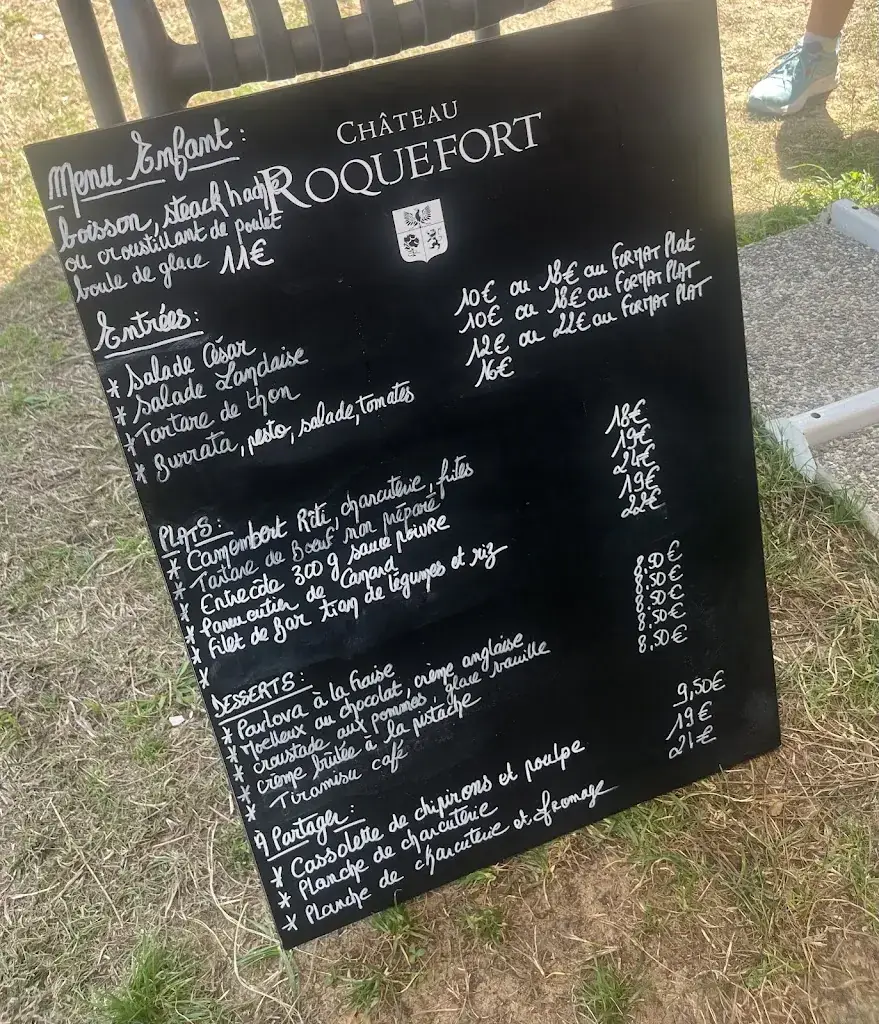 CHÂTEAU
ROQUEFORT
Menu Enfant:
boisson, steack haché
ou croustillant de poulet
boule de glace 11€
Entrées:
* Salade César 10€ ou 18€ au FORMAT Plat
* Salade Landaise 10€ ou 18€ au FORMAT PLAT
* Tartare de thon 12€ ou 22€ au FORMAT PLAT
* Burrata, pesto, salade, tomates 16€
PLATS:
* Camembert Rôti, charcuterie, frites 18€
* Tartare de Boeuf non préparé 19€
* Entrecôte 300 g sauce poivre
* Parmentier de Canard 19€
* Filet de Bar tian de légumes et riz 22€
*
DESSERTS:
* Pavlova à la fraise 8,50€
* Moelleux au chocolat, crème anglaise 8,50€
* croustade aux pommes, glace vanille 8,50€
* crème brûlée à la pistache 8,50€
* Tiramisu café 8,50€
A Partager:
* Cassolette de chipirons et poulpe 9,50€
* Planche de charcuterie 19€
* Planche de charcuterie et fromage 21€